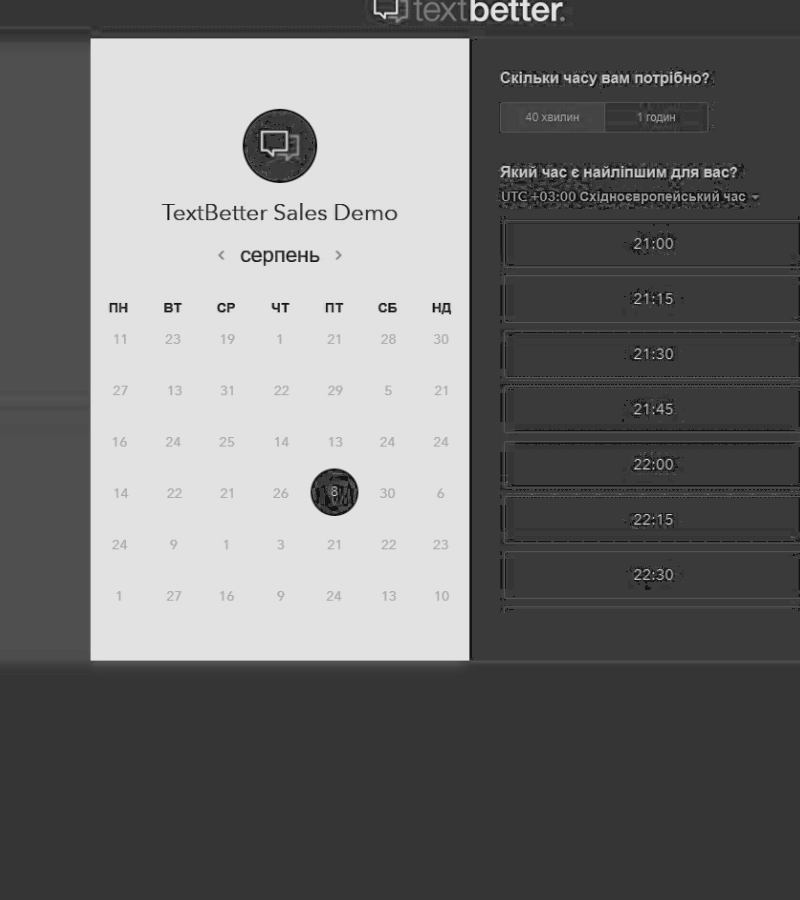 textbetter.
TextBetter Sales Demo
‹ серпень ›
ПН ВТ СР ЧТ ПТ СБ НД
11 23 19 1 21 28 30
27 13 31 22 29 5 21
16 24 25 14 13 24 24
14 22 21 26 8 30 6
24 9 1 3 21 22 23
1 27 16 9 24 13 10
Скільки часу вам потрібно?
40 хвилин 1 годин
Який час є найліпшим для вас?
UTC +03:00 Східноєвропейський час
21:00
21:15
21:30
21:45
22:00
22:15
22:30